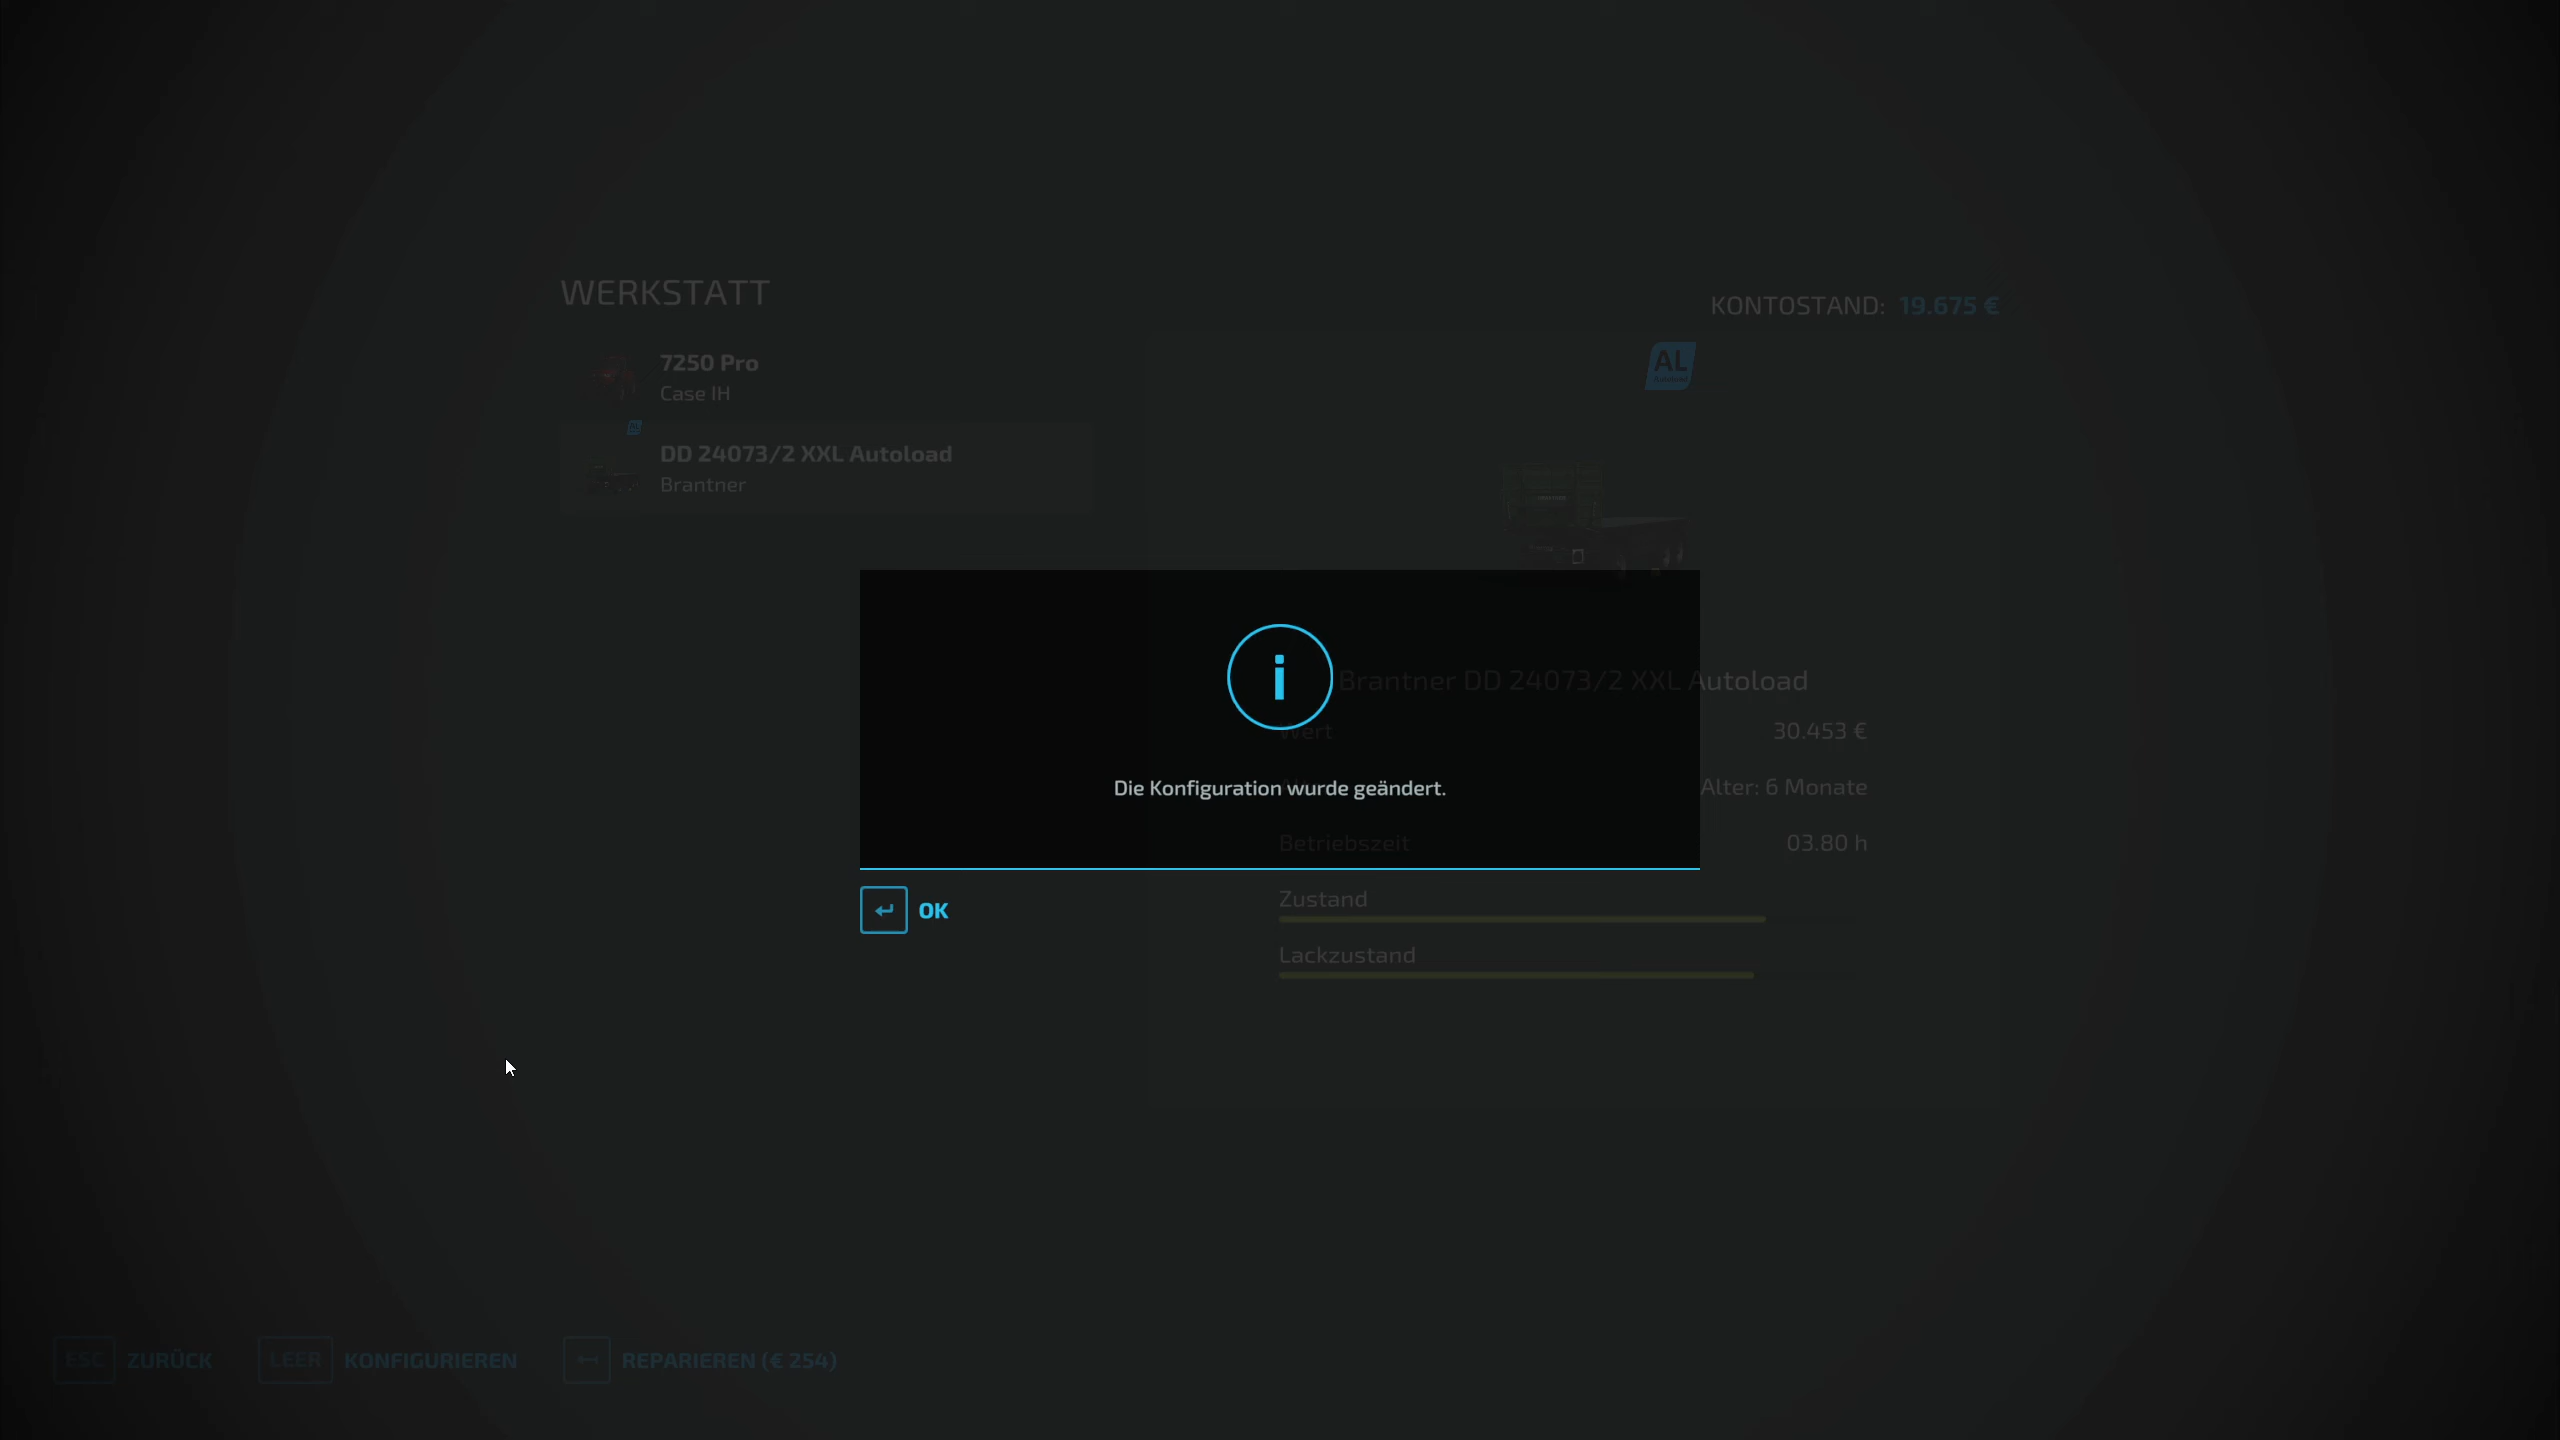 WERKSTATT
KONTOSTAND: 19.675 €
7250 Pro
Case IH
DD 24073/2 XXL Autoload
Brantner
AL
i
Brantner DD 24073/2 XXL Autoload
Wert 30.453 €
Die Konfiguration wurde geändert.
Alter: 6 Monate
Betriebszeit 03.80 h
OK
Zustand
Lackzustand
ESC ZURÜCK LEER KONFIGURIEREN REPARIEREN (€ 254)